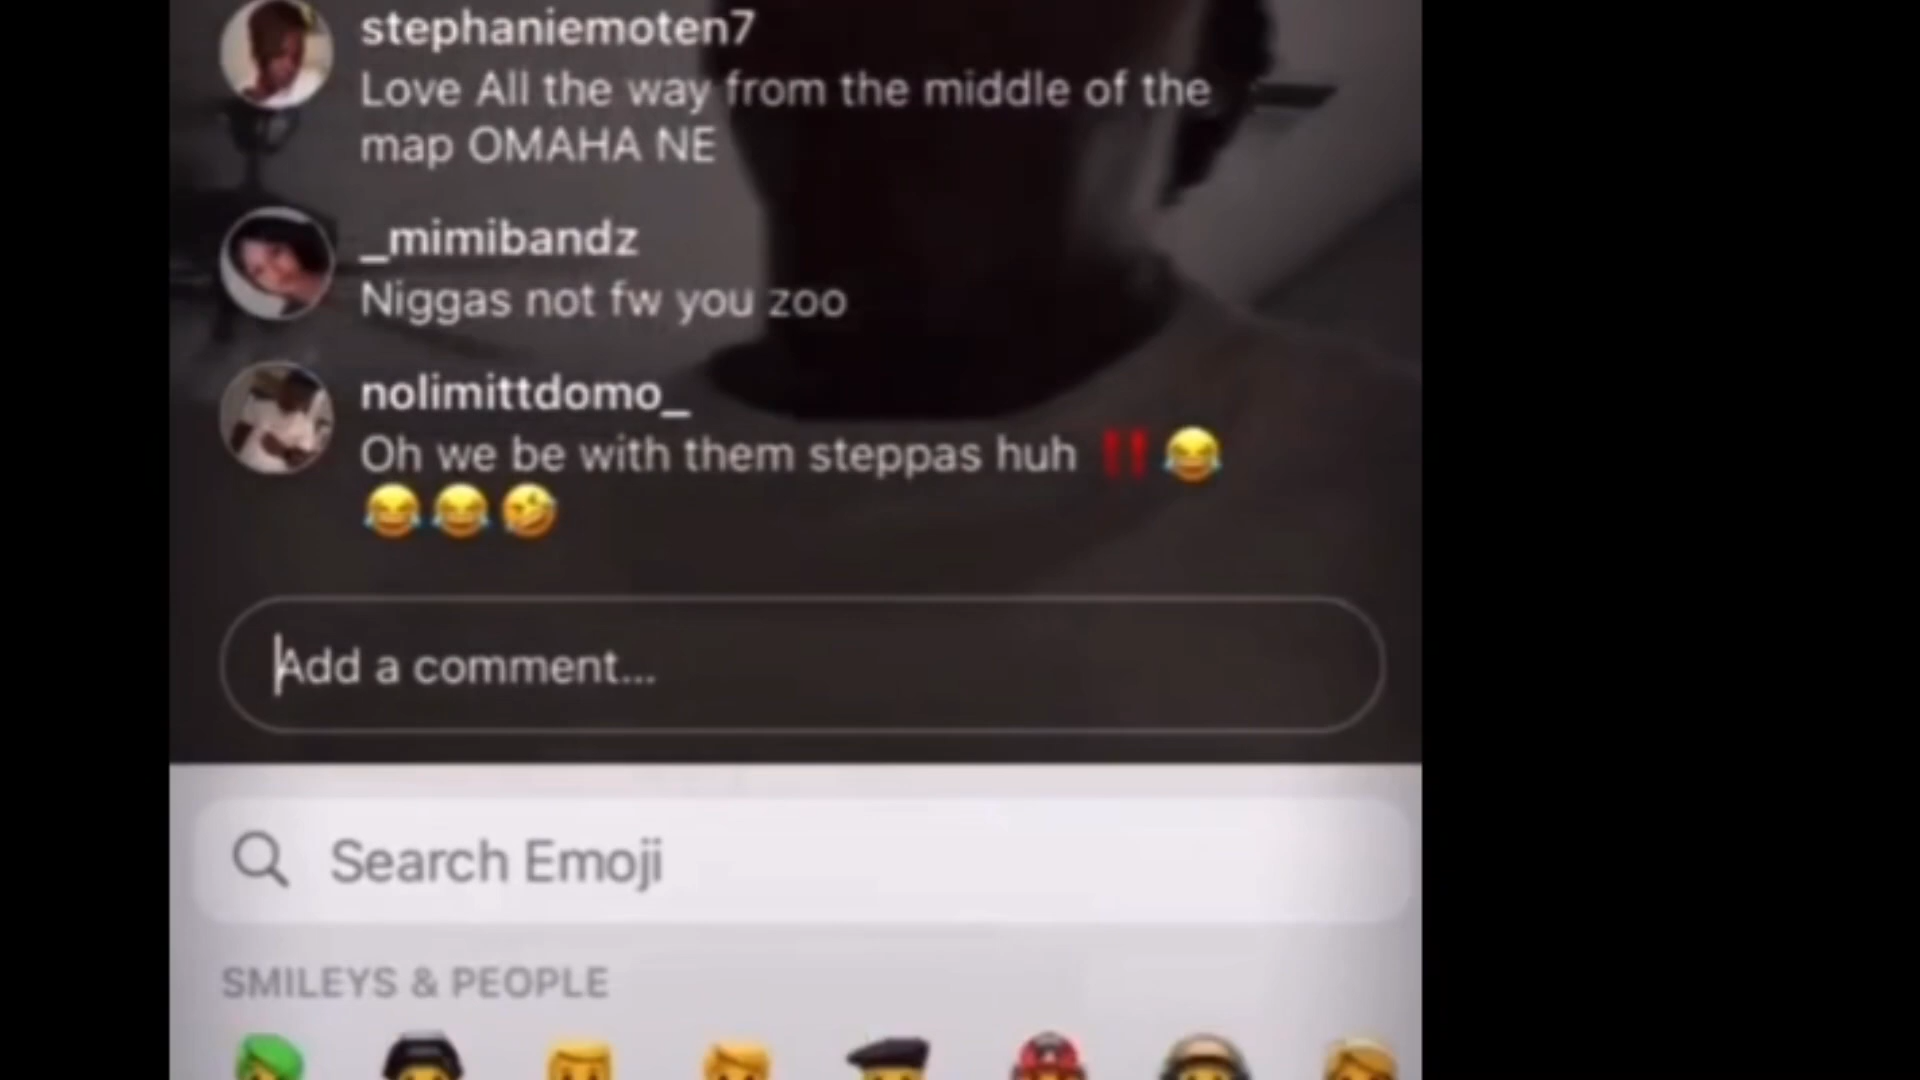 stephaniemoten7
Love All the way from the middle of the
map OMAHA NE
_mimibandz
Niggas not fw you zoo
nolimittdomo_
Oh we be with them steppas huh ‼️😂
😂😂🤣
Add a comment...
Search Emoji
SMILEYS & PEOPLE